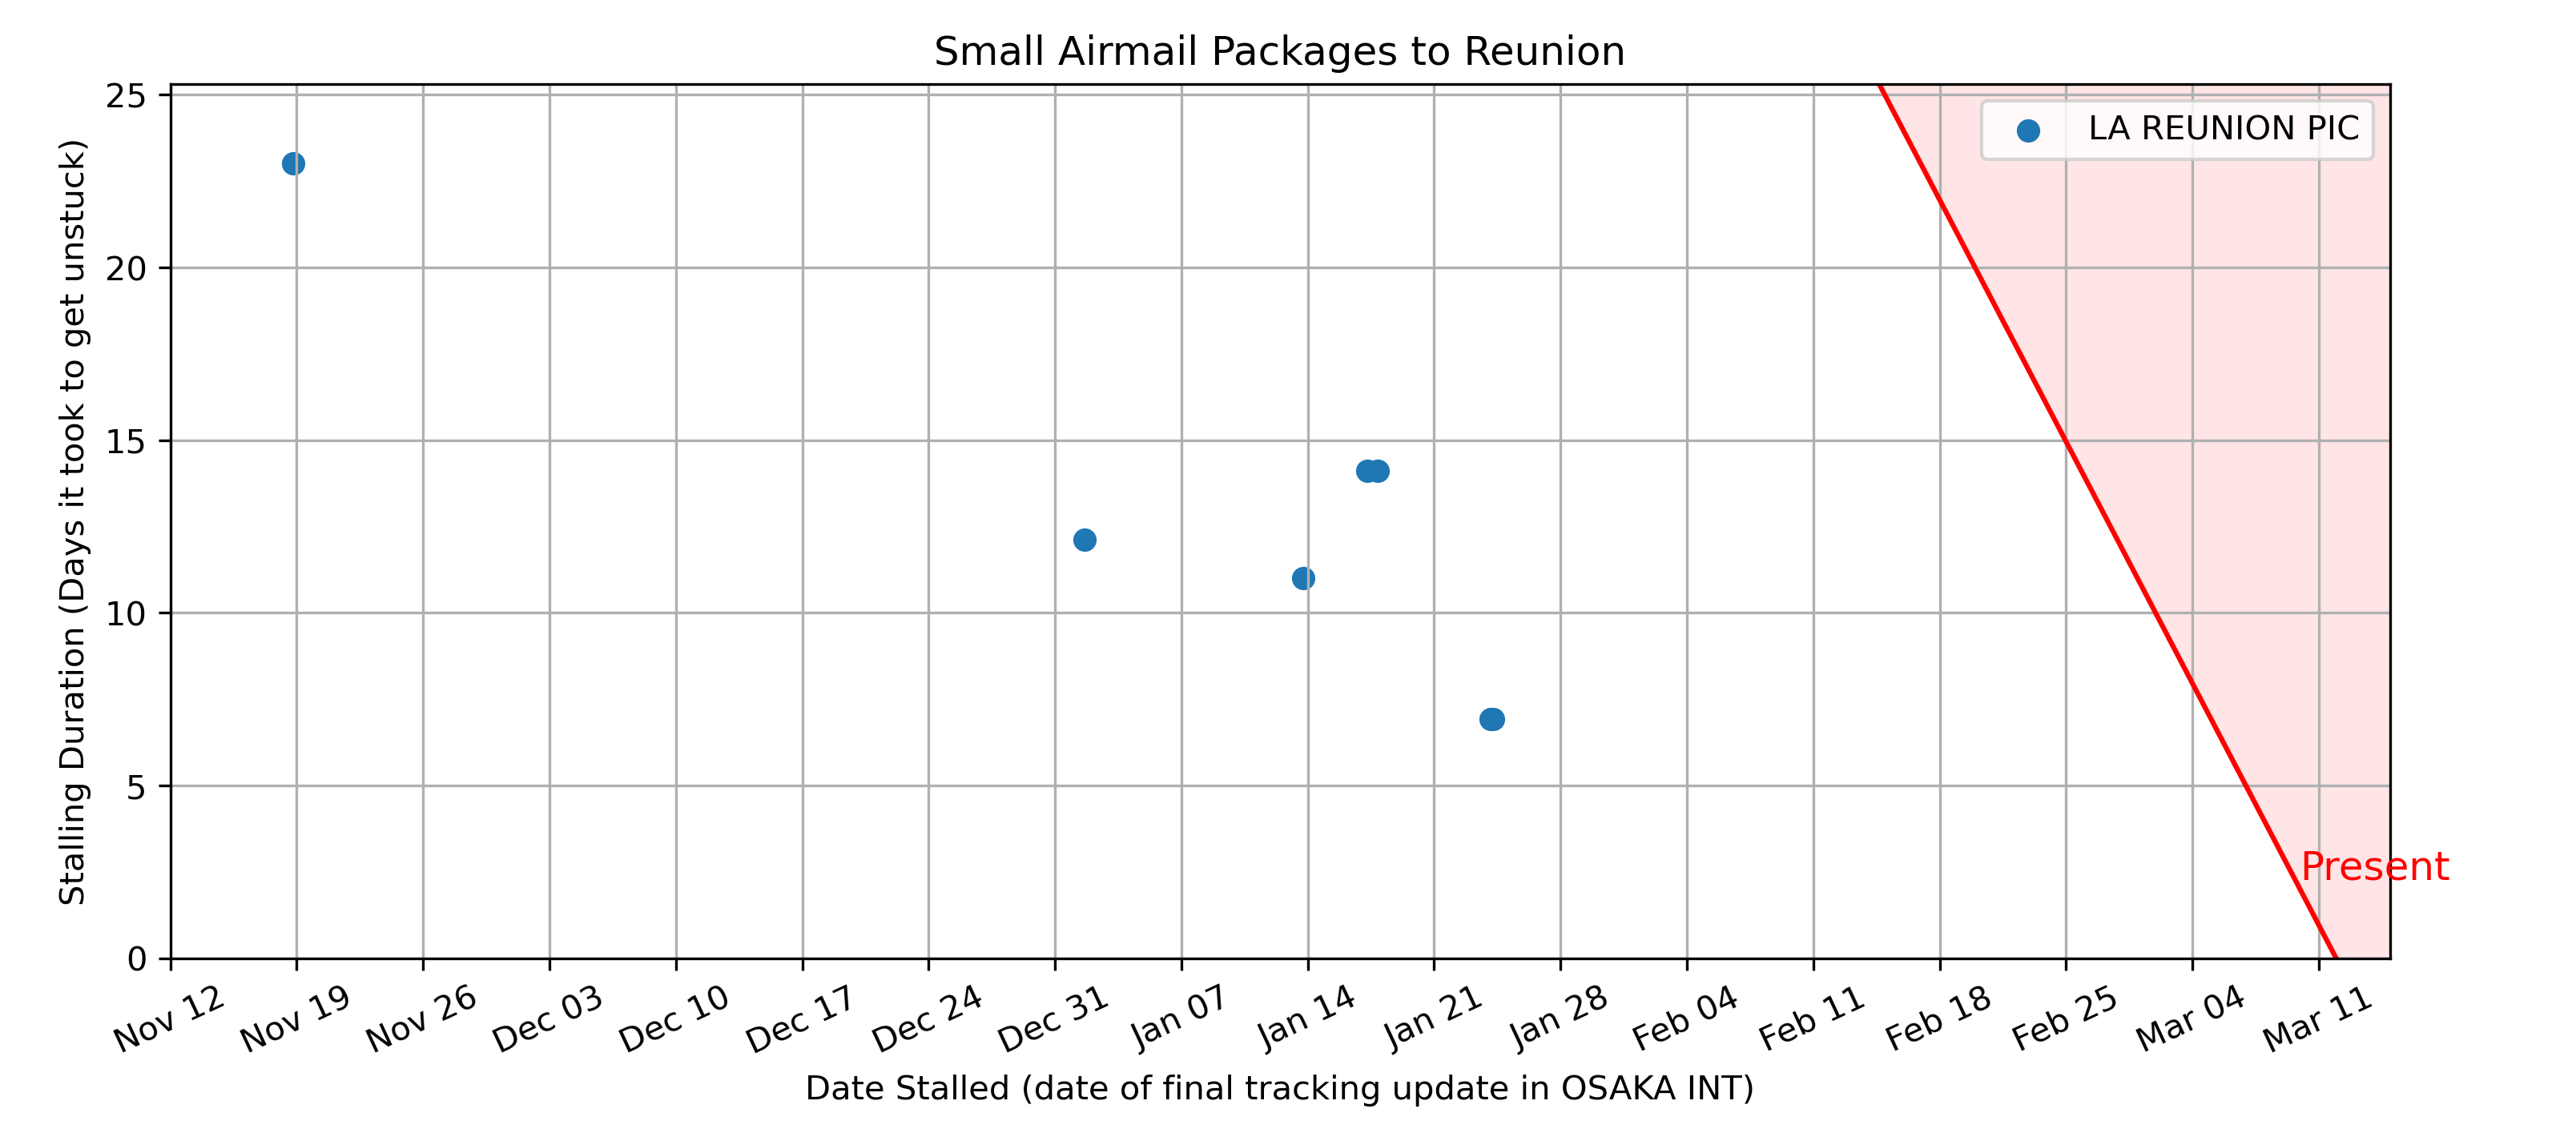 Small Airmail Packages to Reunion
LA REUNION PIC
Stalling Duration (Days it took to get unstuck)
25
20
15
10
5
0
Present
Nov 12
Nov 19
Nov 26
Dec 03
Dec 10
Dec 17
Dec 24
Dec 31
Jan 07
Jan 14
Jan 21
Jan 28
Feb 04
Feb 11
Feb 18
Feb 25
Mar 04
Mar 11
Date Stalled (date of final tracking update in OSAKA INT)